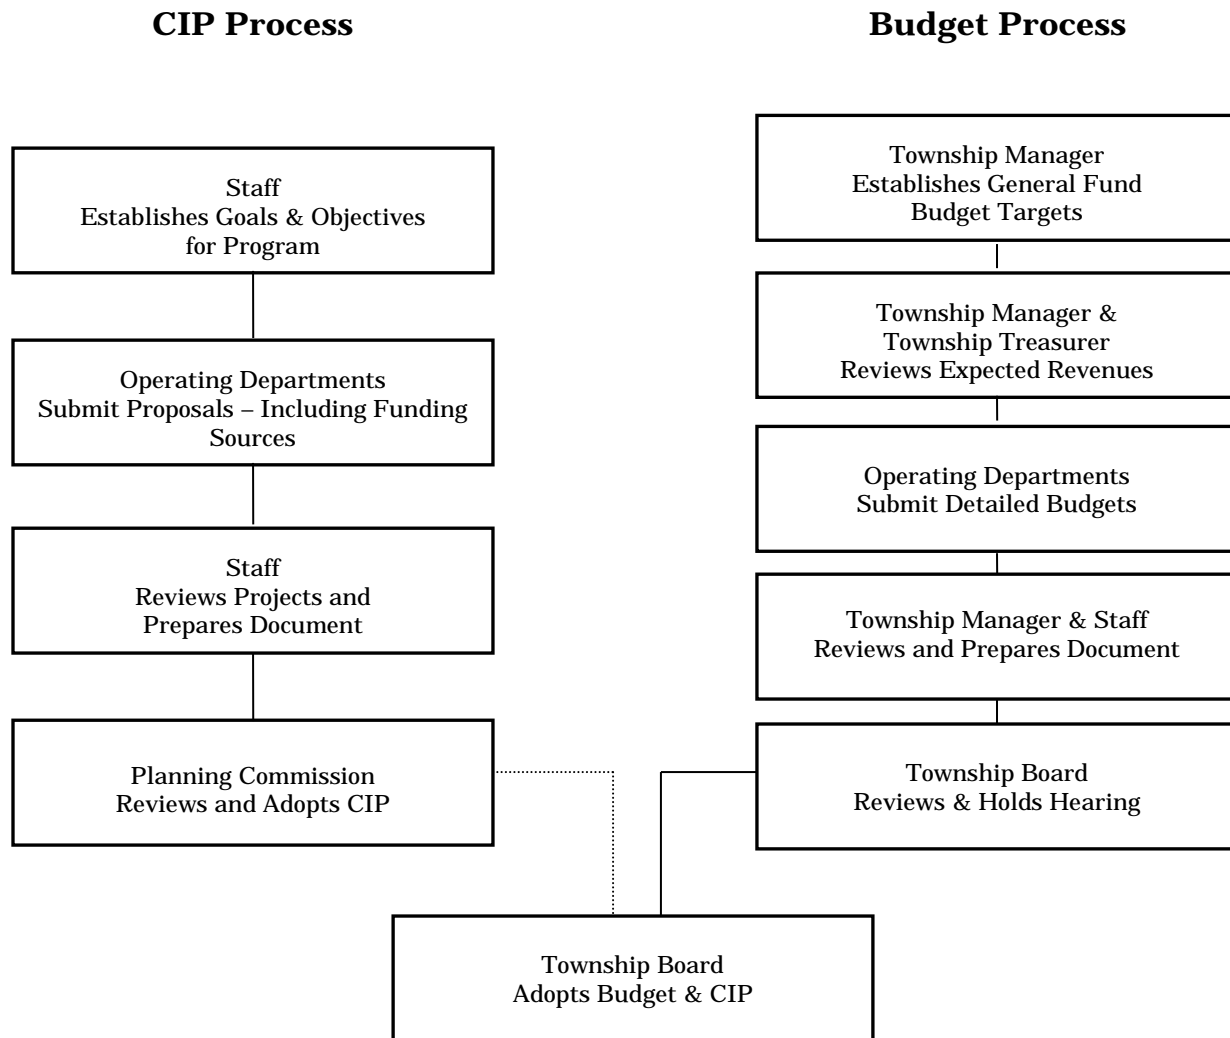 CIP Process
Staff
Establishes Goals & Objectives
for Program
Operating Departments
Submit Proposals – Including Funding
Sources
Staff
Reviews Projects and
Prepares Document
Planning Commission
Reviews and Adopts CIP
Budget Process
Township Manager
Establishes General Fund
Budget Targets
Township Manager &
Township Treasurer
Reviews Expected Revenues
Operating Departments
Submit Detailed Budgets
Township Manager & Staff
Reviews and Prepares Document
Township Board
Reviews & Holds Hearing
Township Board
Adopts Budget & CIP